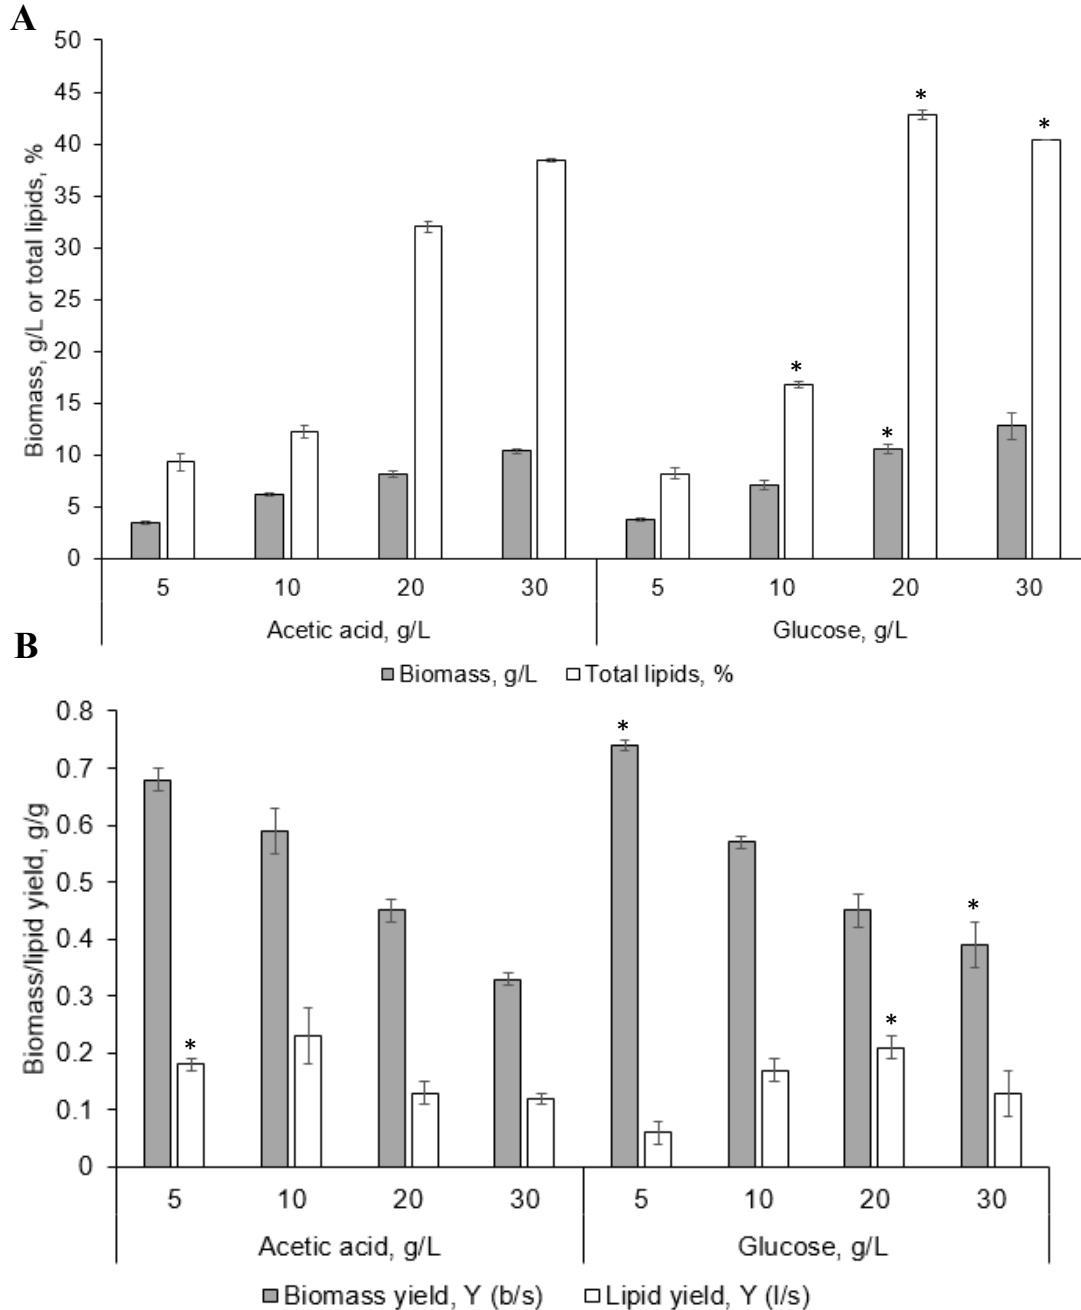 A
Biomass, g/L or total lipids, %
50
45
40
35
30
25
20
15
10
5
0
*
*
*
*
5 10 20 30 5 10 20 30
Acetic acid, g/L Glucose, g/L
Biomass, g/L Total lipids, %
B
Biomass/lipid yield, g/g
0.8
0.7
0.6
0.5
0.4
0.3
0.2
0.1
0
*
*
*
*
5 10 20 30 5 10 20 30
Acetic acid, g/L Glucose, g/L
Biomass yield, Y (b/s) Lipid yield, Y (l/s)